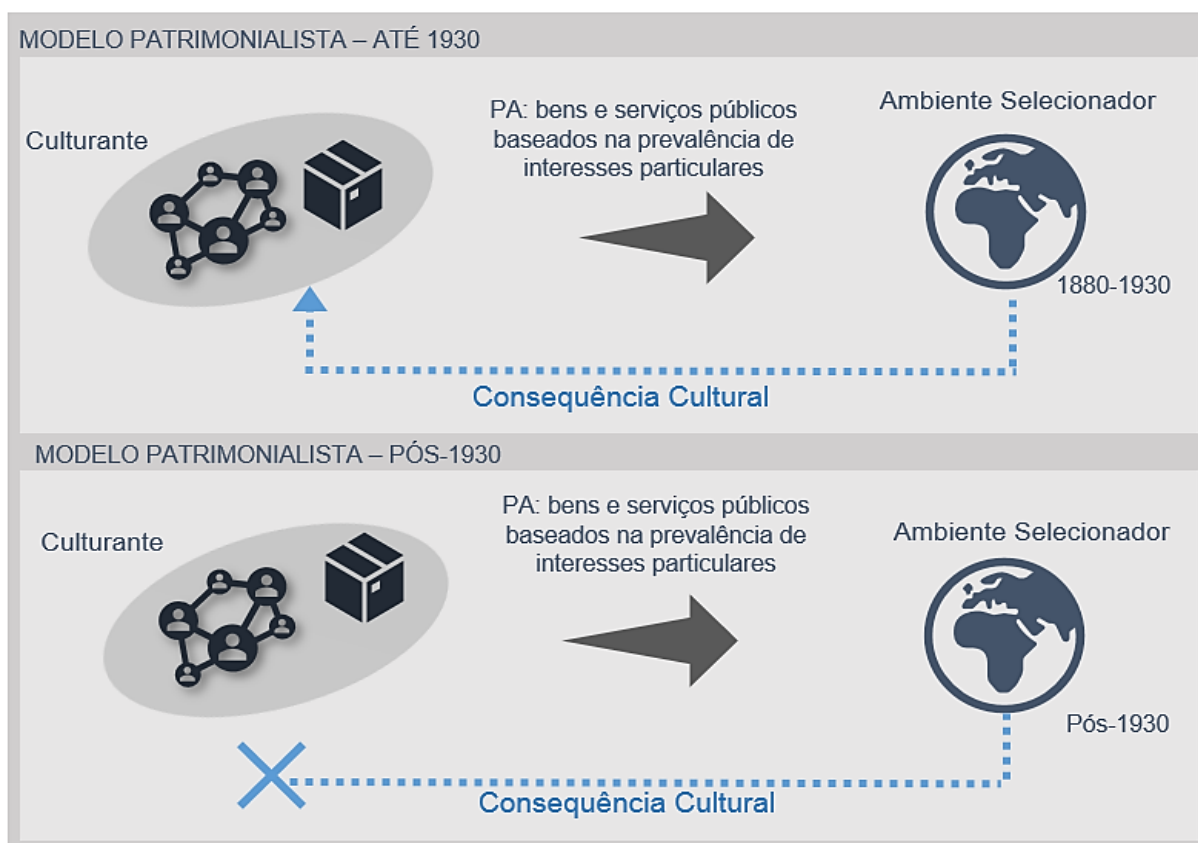 MODELO PATRIMONIALISTA – ATÉ 1930
Culturante
PA: bens e serviços públicos
baseados na prevalência de
interesses particulares
Ambiente Selecionador
1880-1930
Consequência Cultural
MODELO PATRIMONIALISTA – PÓS-1930
Culturante
PA: bens e serviços públicos
baseados na prevalência de
interesses particulares
Ambiente Selecionador
Pós-1930
Consequência Cultural